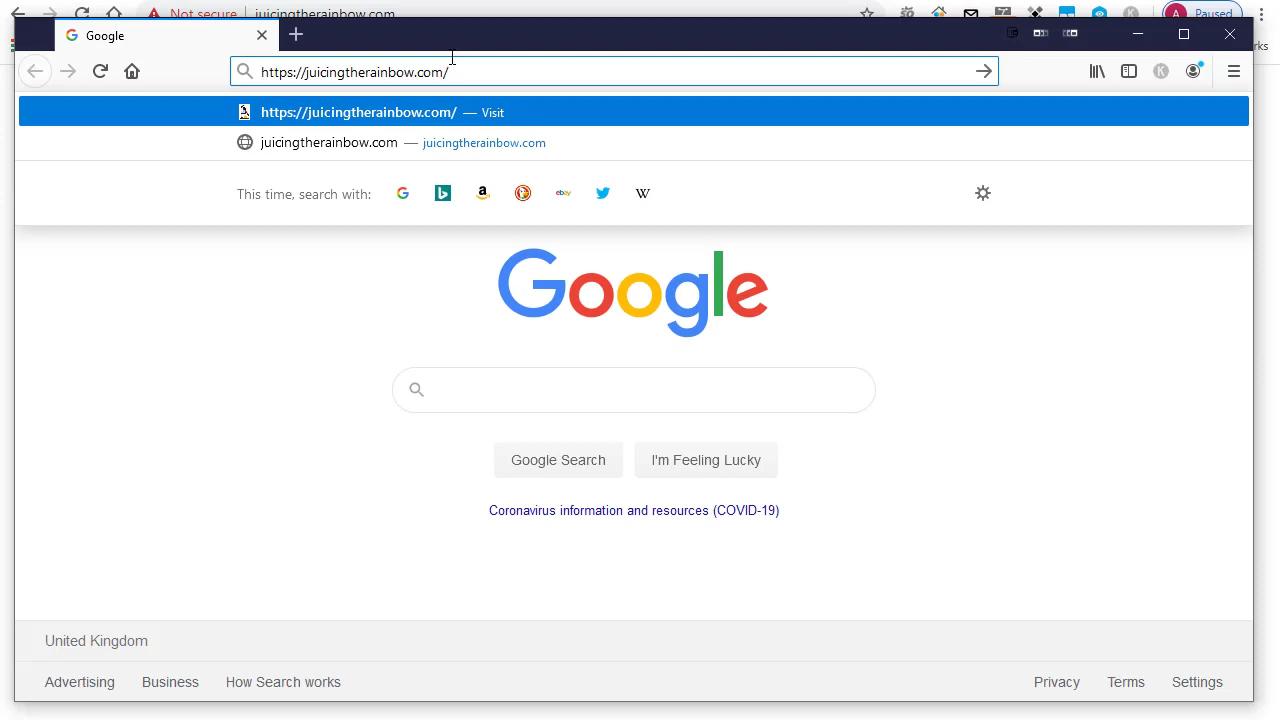 Not secure juicingtherainbow.com
Paused
Google
https://juicingtherainbow.com/
https://juicingtherainbow.com/ — Visit
juicingtherainbow.com — juicingtherainbow.com
This time, search with:
Google
Google Search
I'm Feeling Lucky
Coronavirus information and resources (COVID-19)
United Kingdom
Advertising Business How Search works Privacy Terms Settings